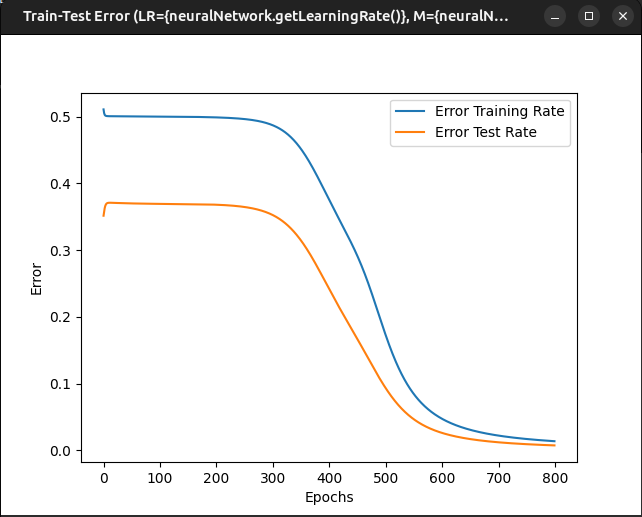 Train-Test Error (LR={neuralNetwork.getLearningRate()}, M={neuralN...
Error Training Rate
Error Test Rate
0.5
0.4
0.3
0.2
0.1
0.0
Error
0 100 200 300 400 500 600 700 800
Epochs